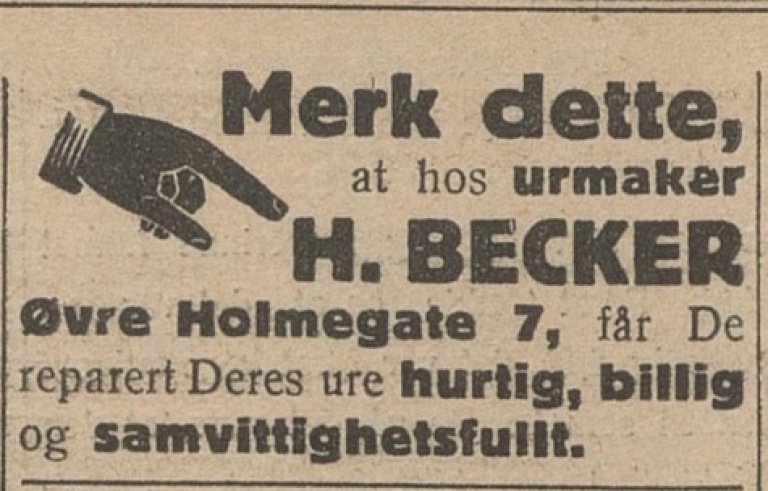 Merk dette,
at hos urmaker
H. BECKER
Øvre Holmegate 7, får De
reparert Deres ure hurtig, billig
og samvittighetsfullt.